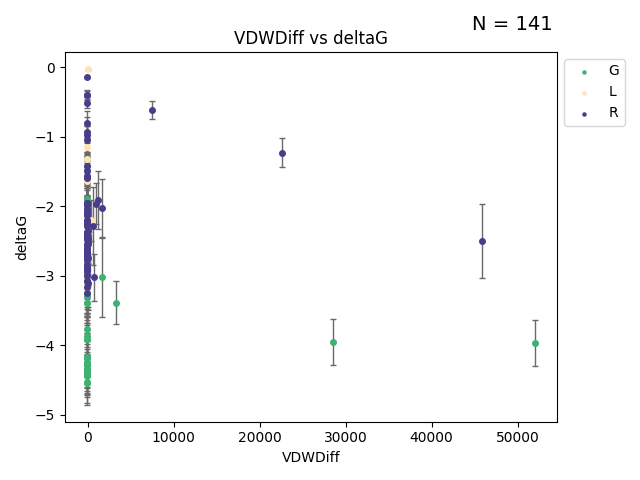 N = 141
VDWDiff vs deltaG
G
L
R
0
−1
−2
−3
−4
−5
deltaG
0
10000
20000
30000
40000
50000
VDWDiff